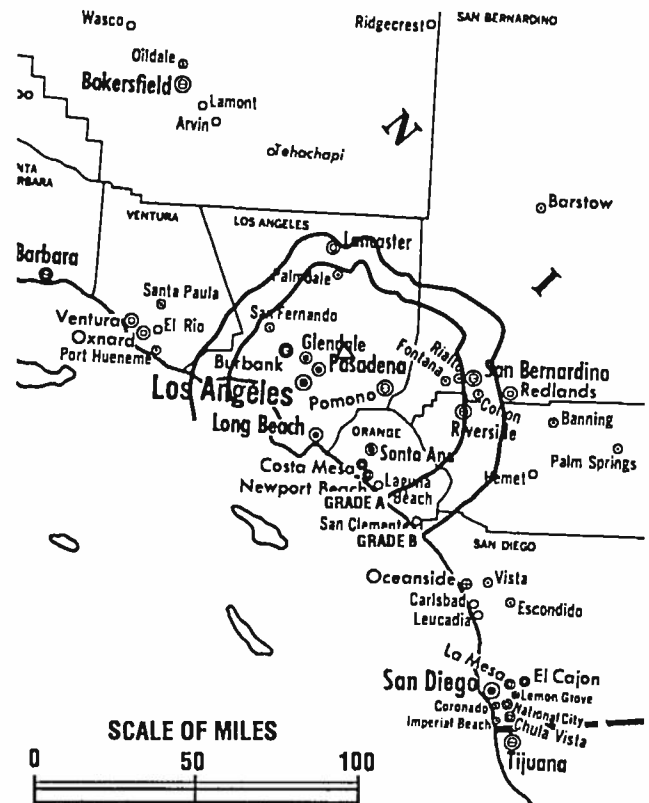 Wasco
Ridgecrest
SAN BERNARDINO
Oildale
Bakersfield
Lamont
Arvin
N
Tehachapi
VENTURA
LOS ANGELES
Barstow
Lancaster
I
Barbara
Palmdale
Santa Paula
San Fernando
Ventura
El Rio
Oxnard
Port Hueneme
Glendale
Burbank
Pasadena
Fontana
Rialto
San Bernardino
Los Angeles
Pomono
Redlands
Colton
Long Beach
ORANGE
Riverside
Banning
Santa Ana
Palm Springs
Costa Mesa
Newport Beach
Laguna
Beach
Hemet
GRADE A
San Clemente
GRADE B
SAN DIEGO
Oceanside
Vista
Carlsbad
Escondido
Leucadia
La Mesa
El Cajon
San Diego
Lemon Grove
Coronado
National City
Imperial Beach
Chula Vista
Tijuana
SCALE OF MILES
0 50 100